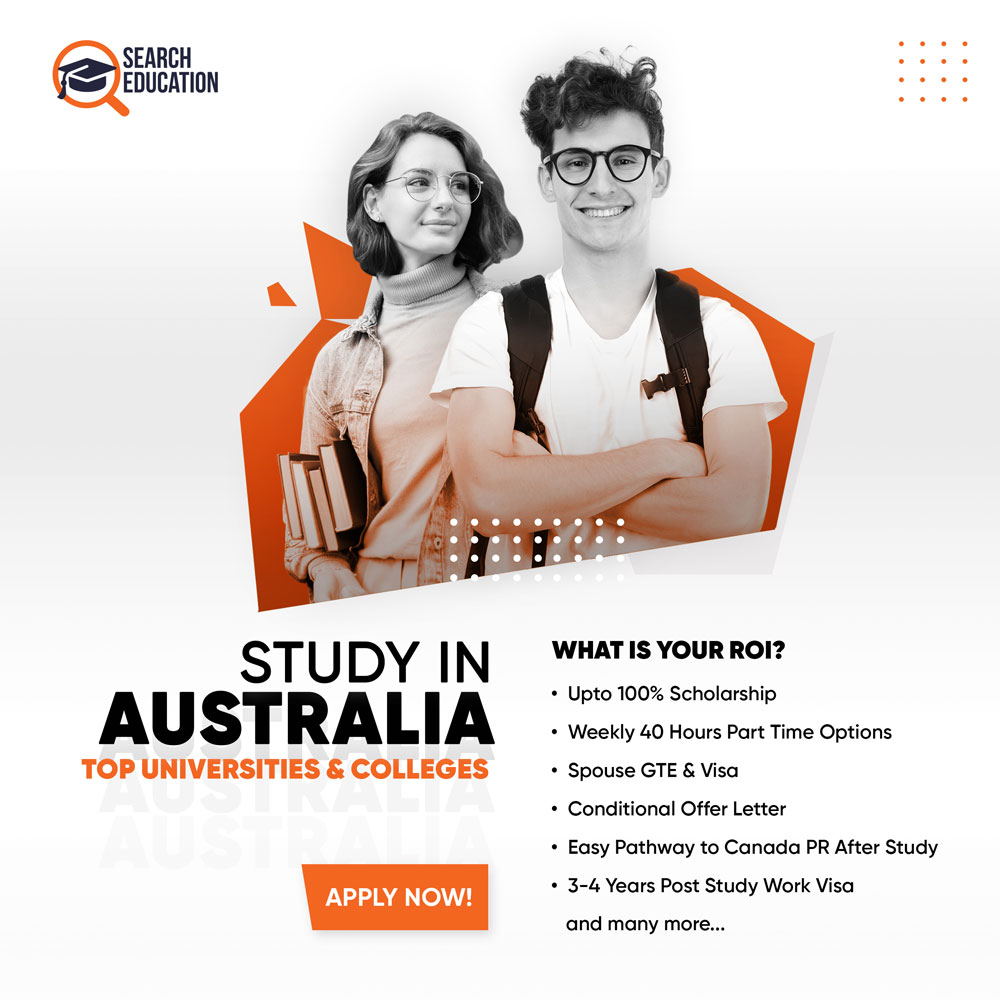 SEARCH
EDUCATION
STUDY IN
AUSTRALIA
TOP UNIVERSITIES & COLLEGES
AUSTRALIA
AUSTRALIA
APPLY NOW!
WHAT IS YOUR ROI?
• Upto 100% Scholarship
• Weekly 40 Hours Part Time Options
• Spouse GTE & Visa
• Conditional Offer Letter
• Easy Pathway to Canada PR After Study
• 3-4 Years Post Study Work Visa
and many more...